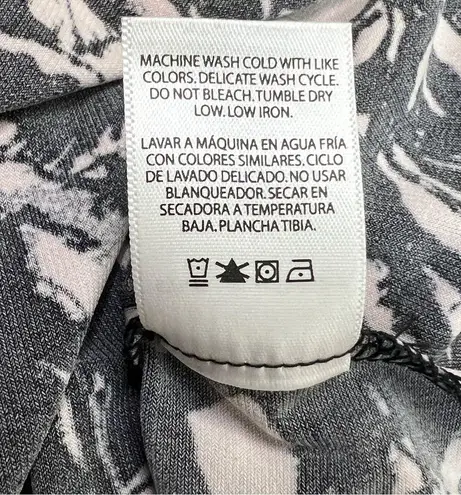 MACHINE WASH COLD WITH LIKE
COLORS. DELICATE WASH CYCLE.
DO NOT BLEACH. TUMBLE DRY
LOW. LOW IRON.
LAVAR A MÁQUINA EN AGUA FRÍA
CON COLORES SIMILARES. CICLO
DE LAVADO DELICADO. NO USAR
BLANQUEADOR. SECAR EN
SECADORA A TEMPERATURA
BAJA. PLANCHA TIBIA.